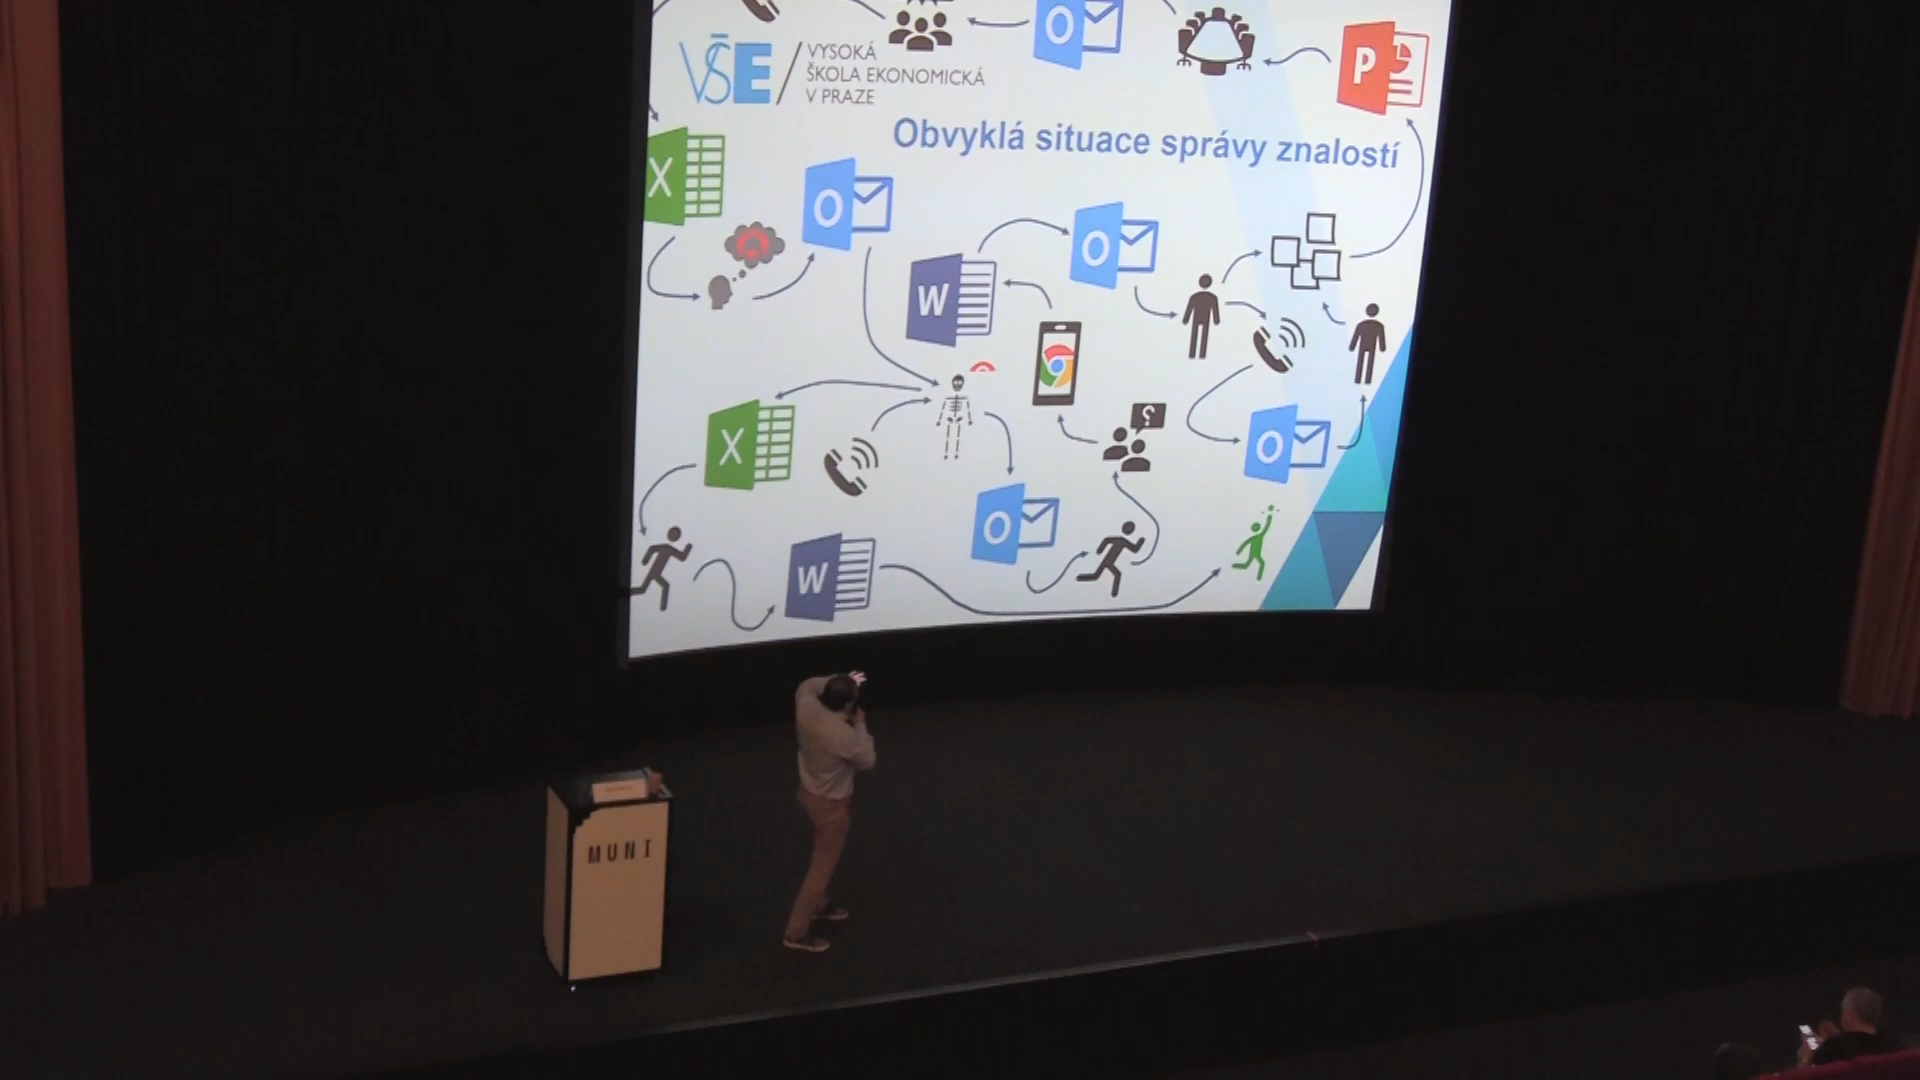 VŠE
VYSOKÁ
ŠKOLA EKONOMICKÁ
V PRAZE
Obvyklá situace správy znalostí
O
P
X
O
O
W
X
O
O
W
MUNI